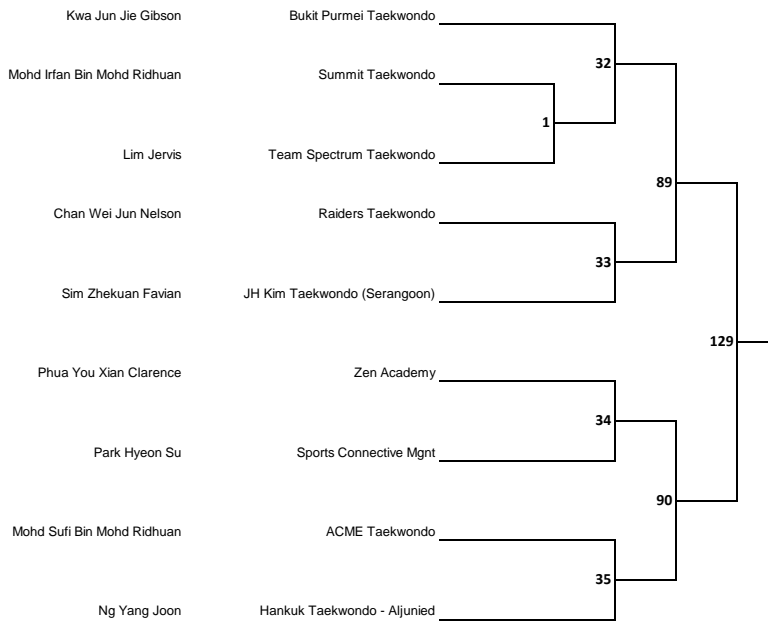 Kwa Jun Jie Gibson Bukit Purmei Taekwondo
32
Mohd Irfan Bin Mohd Ridhuan Summit Taekwondo
1
Lim Jervis Team Spectrum Taekwondo
89
Chan Wei Jun Nelson Raiders Taekwondo
33
Sim Zhekuan Favian JH Kim Taekwondo (Serangoon)
129
Phua You Xian Clarence Zen Academy
34
Park Hyeon Su Sports Connective Mgnt
90
Mohd Sufi Bin Mohd Ridhuan ACME Taekwondo
35
Ng Yang Joon Hankuk Taekwondo - Aljunied